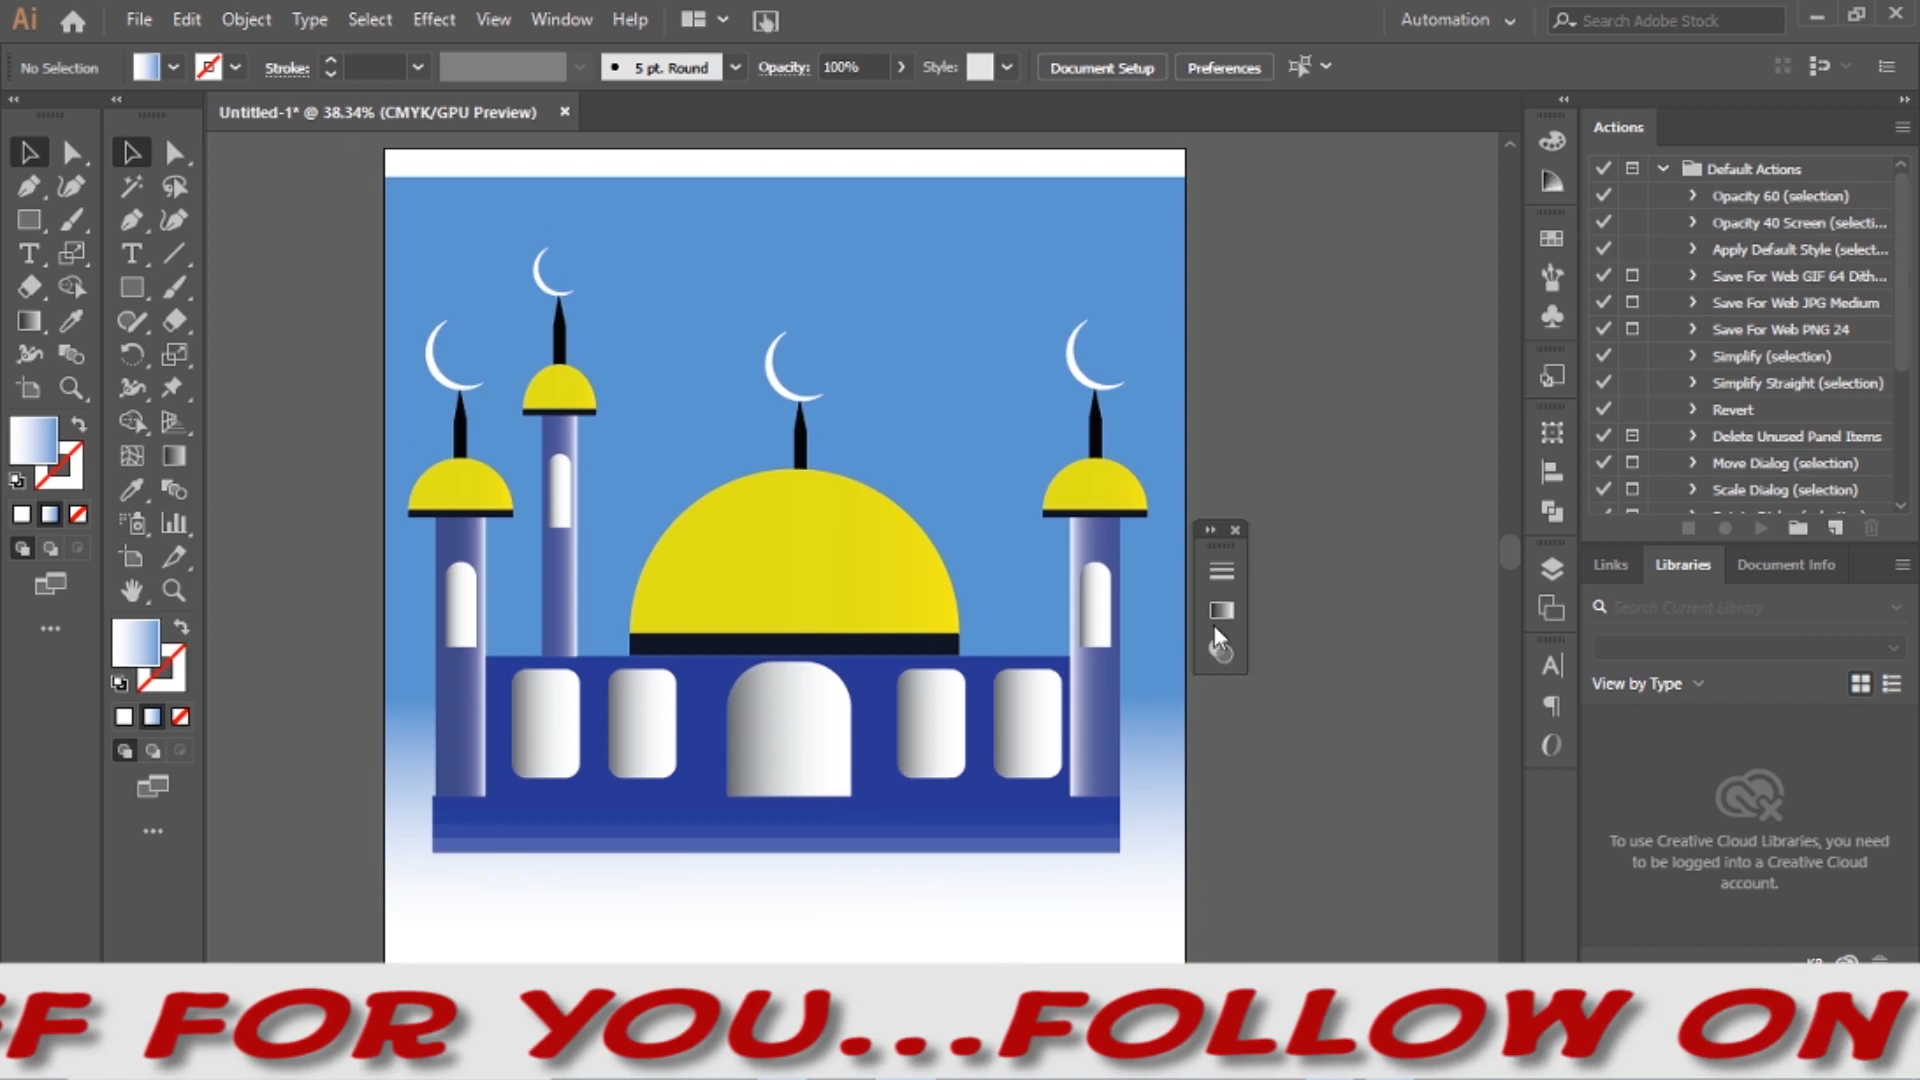 Ai File Edit Object Type Select Effect View Window Help Automation Search Adobe Stock
No Selection Stroke: 5 pt. Round Opacity: 100% Style: Document Setup Preferences
Untitled-1* @ 38.34% (CMYK/GPU Preview)
Actions
Default Actions
Opacity 60 (selection)
Opacity 40 Screen (selecti...
Apply Default Style (select...
Save For Web GIF 64 Dith...
Save For Web JPG Medium
Save For Web PNG 24
Simplify (selection)
Simplify Straight (selection)
Revert
Delete Unused Panel Items
Move Dialog (selection)
Scale Dialog (selection)
Links Libraries Document Info
Search Current Library
View by Type
To use Creative Cloud Libraries, you need
to be logged into a Creative Cloud
account.
FF FOR YOU...FOLLOW ON